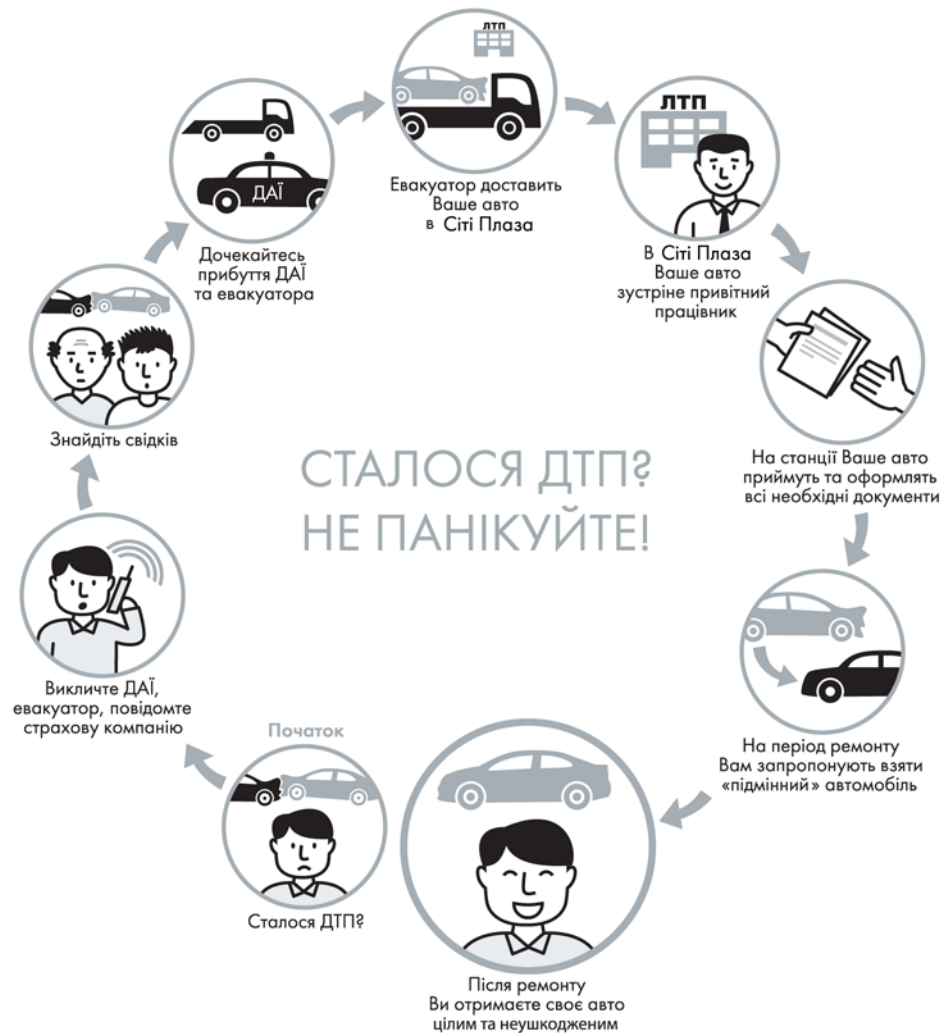 СТАЛОСЯ ДТП?
НЕ ПАНІКУЙТЕ!
Початок
Сталося ДТП?
Викличте ДАЇ,
евакуатор, повідомте
страхову компанію
Знайдіть свідків
ДАЇ
Дочекайтесь
прибуття ДАЇ
та евакуатора
ЛТП
Евакуатор доставить
Ваше авто
в Сіті Плаза
ЛТП
В Сіті Плаза
Ваше авто
зустріне привітний
працівник
На станції Ваше авто
приймуть та оформлять
всі необхідні документи
На період ремонту
Вам запропонують взяти
«підмінний» автомобіль
Після ремонту
Ви отримаєте своє авто
цілим та неушкодженим